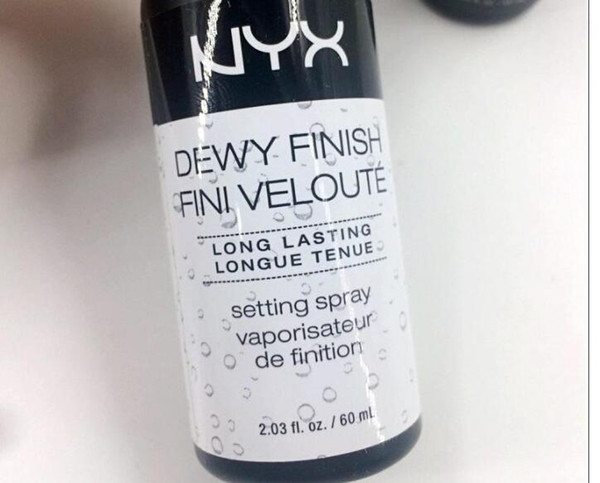 NYX
DEWY FINISH
FINI VELOUTÉ
LONG LASTING
LONGUE TENUE
setting spray
vaporisateur
de finition
2.03 fl. oz. / 60 mL